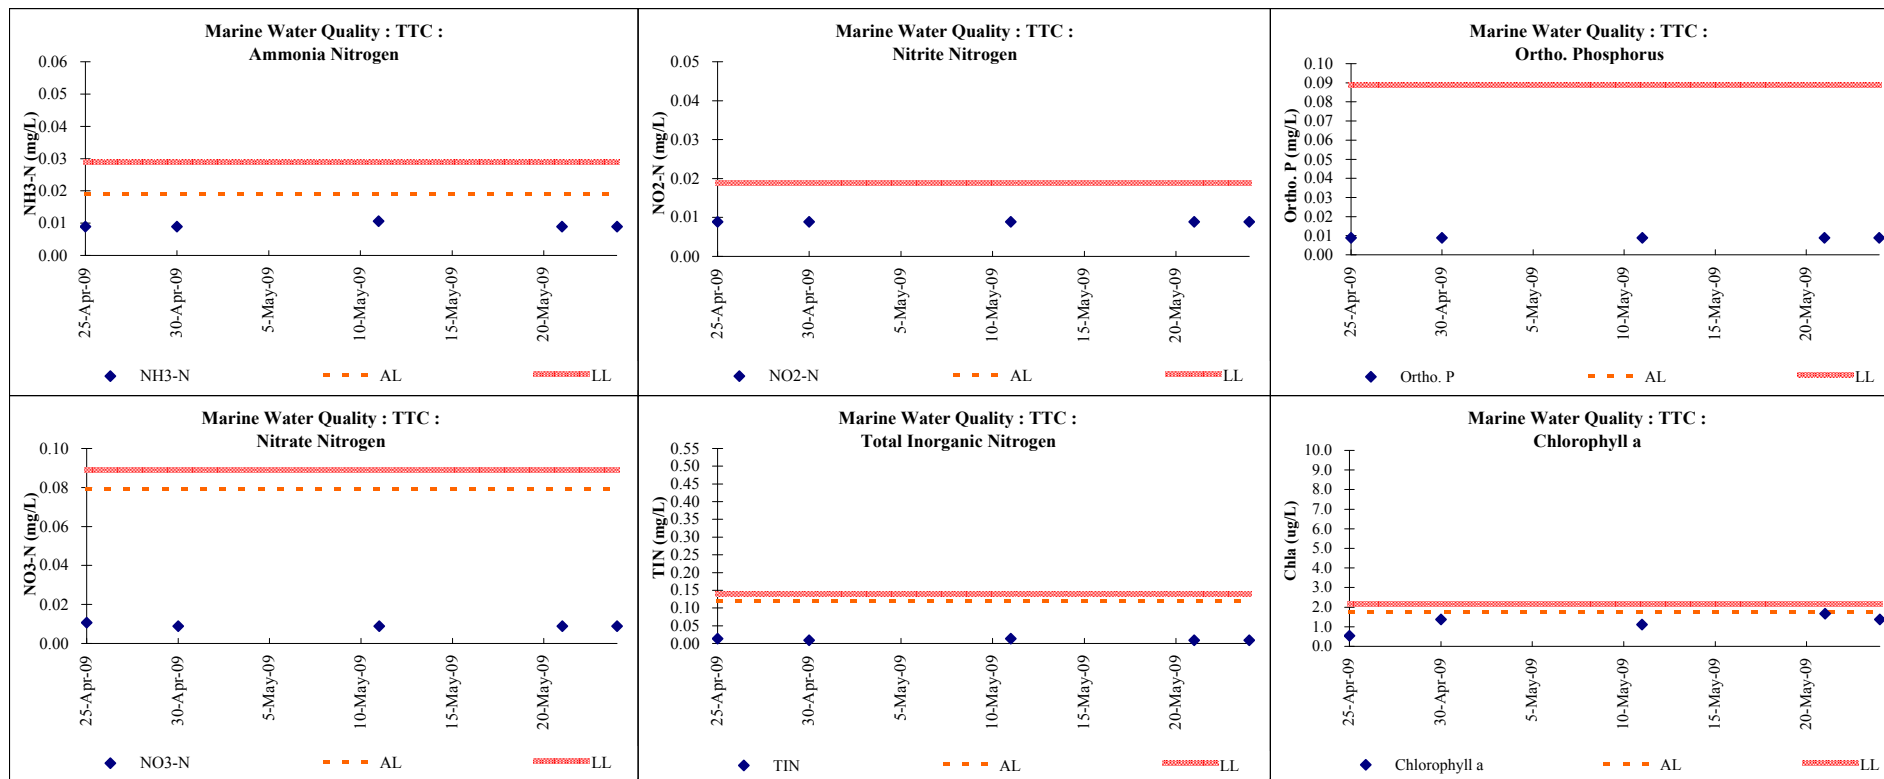 Marine Water Quality : TTC :
Ammonia Nitrogen
NH3-N (mg/L)
0.06
0.05
0.04
0.03
0.02
0.01
0.00
25-Apr-09
30-Apr-09
5-May-09
10-May-09
15-May-09
20-May-09
NH3-N AL LL
Marine Water Quality : TTC :
Nitrite Nitrogen
NO2-N (mg/L)
0.05
0.04
0.03
0.02
0.01
0.00
25-Apr-09
30-Apr-09
5-May-09
10-May-09
15-May-09
20-May-09
NO2-N AL LL
Marine Water Quality : TTC :
Ortho. Phosphorus
Ortho. P (mg/L)
0.10
0.09
0.08
0.07
0.06
0.05
0.04
0.03
0.02
0.01
0.00
25-Apr-09
30-Apr-09
5-May-09
10-May-09
15-May-09
20-May-09
Ortho. P AL LL
Marine Water Quality : TTC :
Nitrate Nitrogen
NO3-N (mg/L)
0.10
0.08
0.06
0.04
0.02
0.00
25-Apr-09
30-Apr-09
5-May-09
10-May-09
15-May-09
20-May-09
NO3-N AL LL
Marine Water Quality : TTC :
Total Inorganic Nitrogen
TIN (mg/L)
0.55
0.50
0.45
0.40
0.35
0.30
0.25
0.20
0.15
0.10
0.05
0.00
25-Apr-09
30-Apr-09
5-May-09
10-May-09
15-May-09
20-May-09
TIN AL LL
Marine Water Quality : TTC :
Chlorophyll a
Chla (ug/L)
10.0
9.0
8.0
7.0
6.0
5.0
4.0
3.0
2.0
1.0
0.0
25-Apr-09
30-Apr-09
5-May-09
10-May-09
15-May-09
20-May-09
Chlorophyll a AL LL